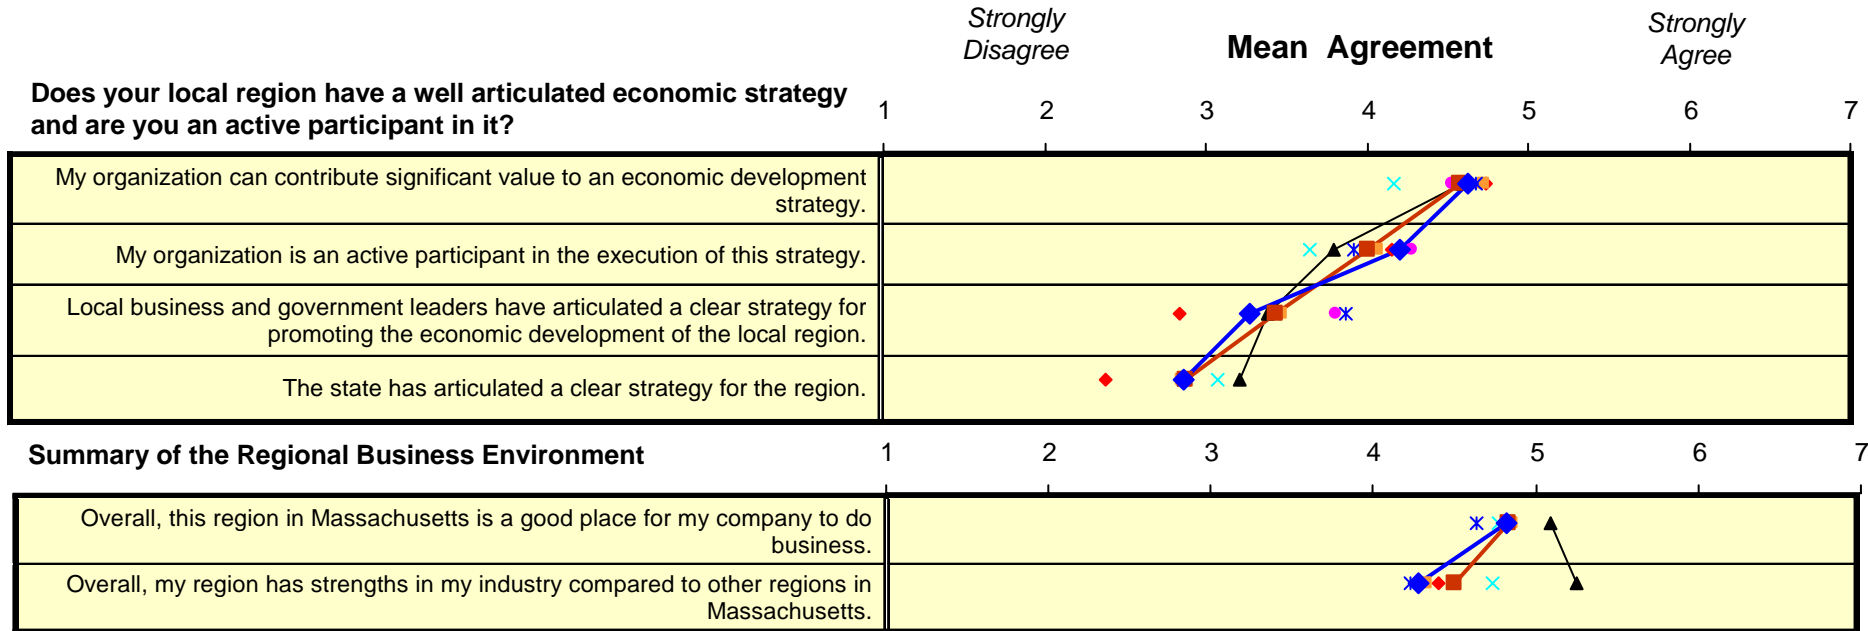 Strongly
Disagree
Mean Agreement
Strongly
Agree
Does your local region have a well articulated economic strategy
and are you an active participant in it?
1 2 3 4 5 6 7
My organization can contribute significant value to an economic development
strategy.
My organization is an active participant in the execution of this strategy.
Local business and government leaders have articulated a clear strategy for
promoting the economic development of the local region.
The state has articulated a clear strategy for the region.
Summary of the Regional Business Environment
1 2 3 4 5 6 7
Overall, this region in Massachusetts is a good place for my company to do
business.
Overall, my region has strengths in my industry compared to other regions in
Massachusetts.